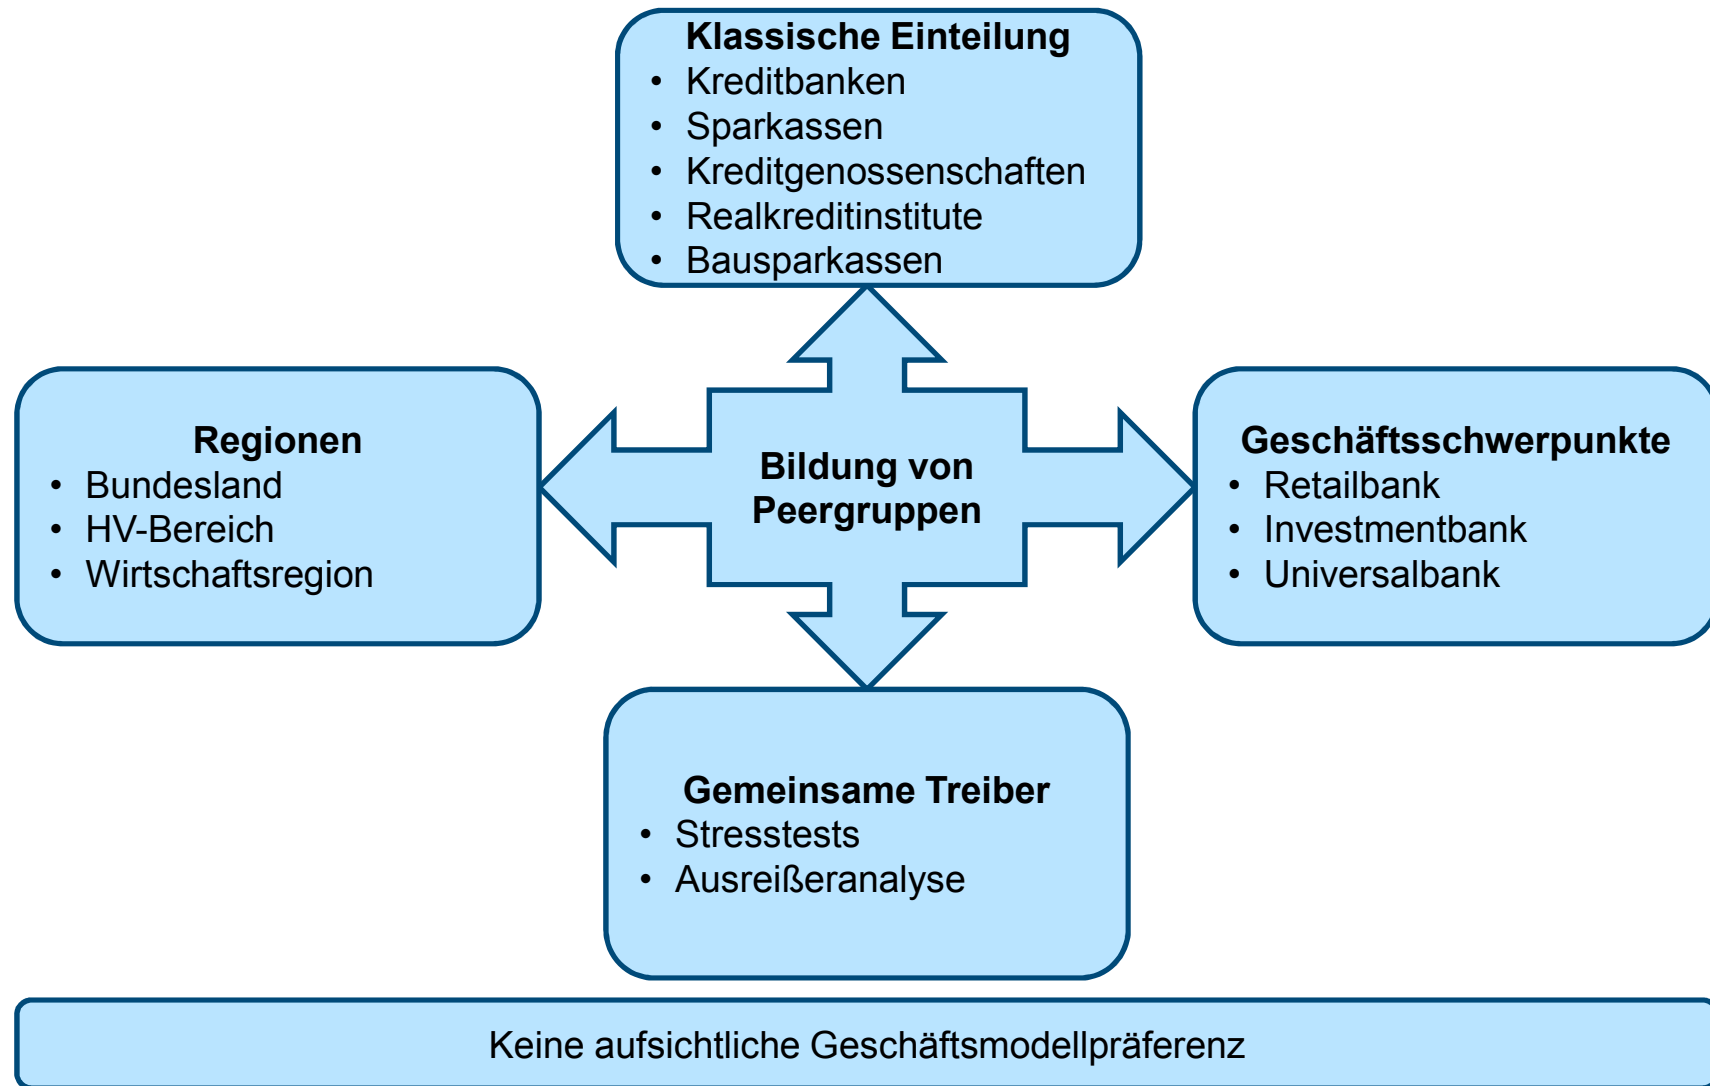 Klassische Einteilung
• Kreditbanken
• Sparkassen
• Kreditgenossenschaften
• Realkreditinstitute
• Bausparkassen
Regionen
• Bundesland
• HV-Bereich
• Wirtschaftsregion
Bildung von
Peergruppen
Geschäftsschwerpunkte
• Retailbank
• Investmentbank
• Universalbank
Gemeinsame Treiber
• Stresstests
• Ausreißeranalyse
Keine aufsichtliche Geschäftsmodellpräferenz